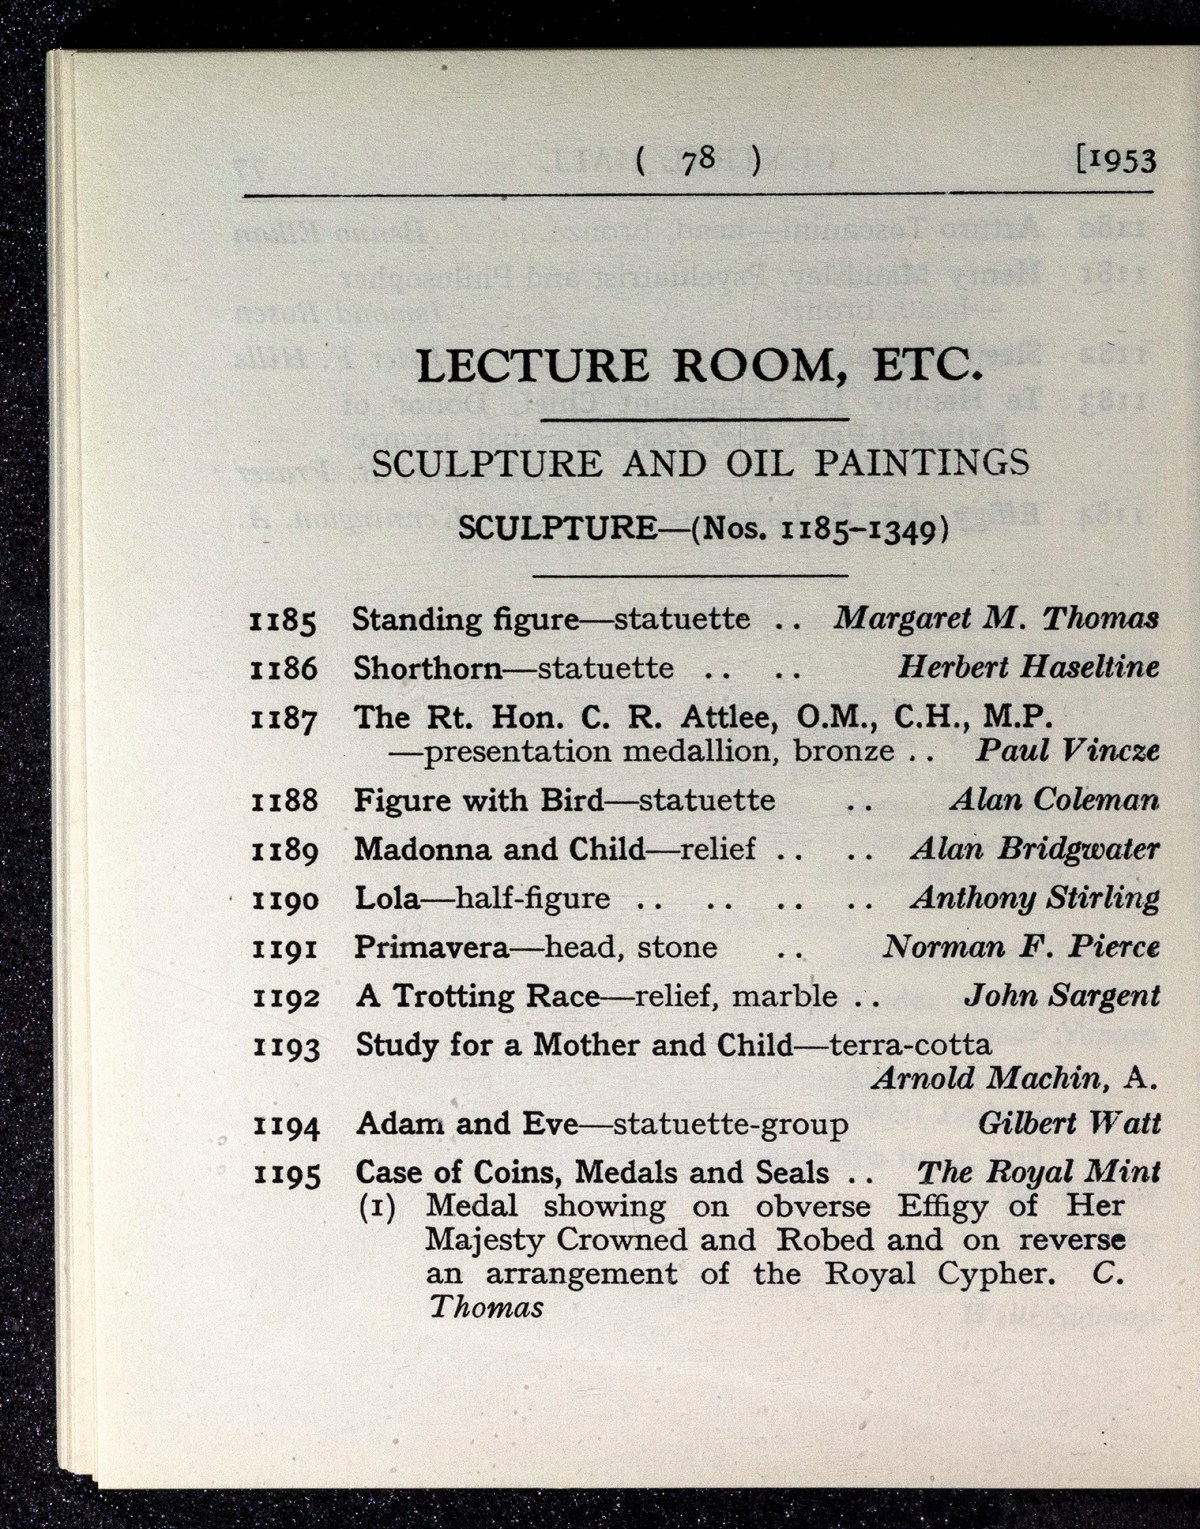 ( 78 ) [1953
LECTURE ROOM, ETC.
SCULPTURE AND OIL PAINTINGS
SCULPTURE—(Nos. 1185–1349)
1185 Standing figure—statuette .. Margaret M. Thomas
1186 Shorthorn—statuette .. .. Herbert Haseltine
1187 The Rt. Hon. C. R. Attlee, O.M., C.H., M.P.
—presentation medallion, bronze .. Paul Vincze
1188 Figure with Bird—statuette .. Alan Coleman
1189 Madonna and Child—relief .. .. Alan Bridgwater
1190 Lola—half-figure .. .. .. .. Anthony Stirling
1191 Primavera—head, stone .. Norman F. Pierce
1192 A Trotting Race—relief, marble .. John Sargent
1193 Study for a Mother and Child—terra-cotta
Arnold Machin, A.
1194 Adam and Eve—statuette-group Gilbert Watt
1195 Case of Coins, Medals and Seals .. The Royal Mint
(1) Medal showing on obverse Effigy of Her
Majesty Crowned and Robed and on reverse
an arrangement of the Royal Cypher. C.
Thomas